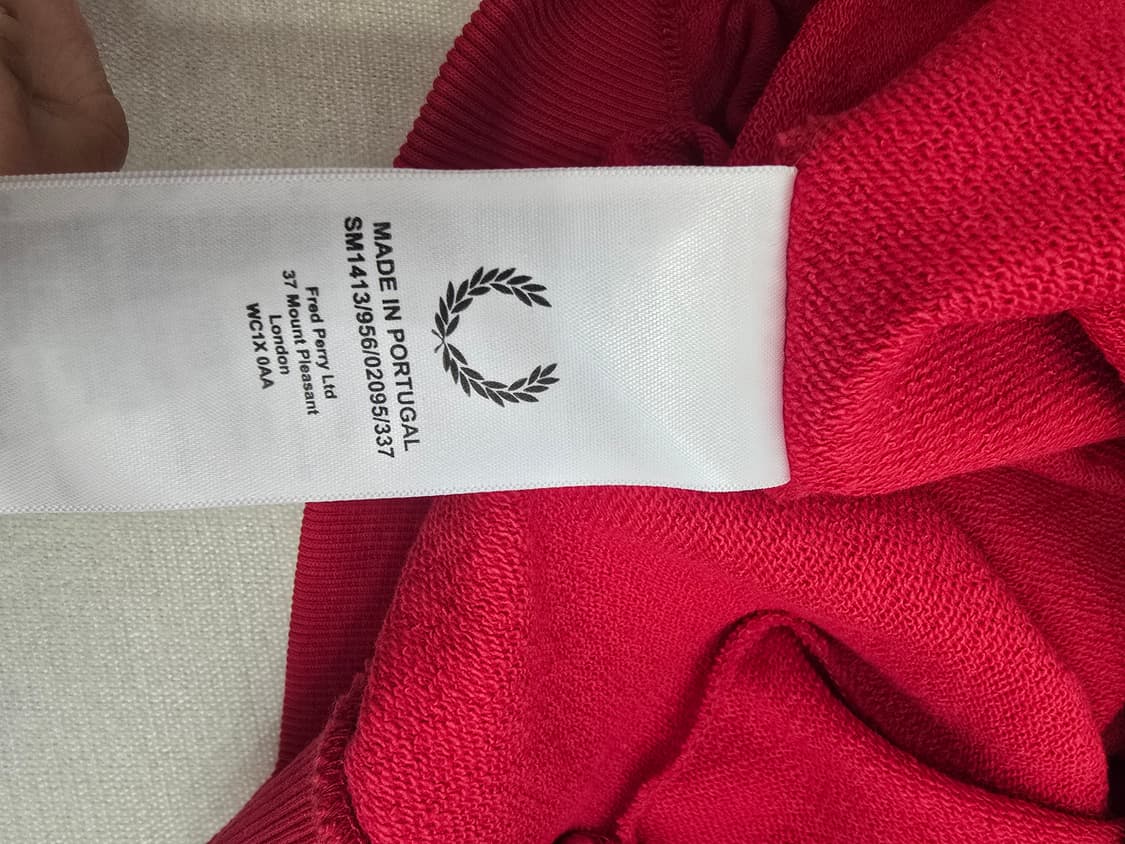 MADE IN PORTUGAL
SM1413/956/02095/337
Fred Perry Ltd
37 Mount Pleasant
London
WC1X 0AA